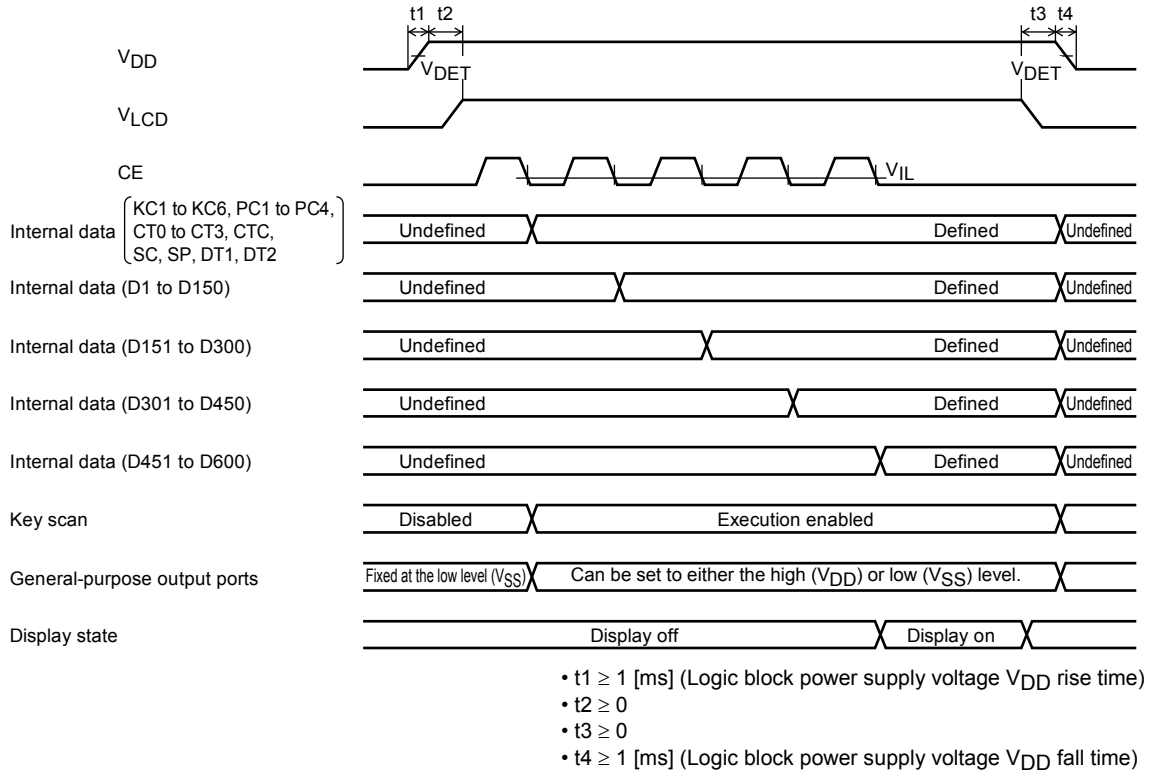 t1 t2 t3 t4
VDD
VDET VDET
VLCD
CE
VIL
Internal data
KC1 to KC6, PC1 to PC4,
CT0 to CT3, CTC,
SC, SP, DT1, DT2
Undefined Defined Undefined
Internal data (D1 to D150) Undefined Defined Undefined
Internal data (D151 to D300) Undefined Defined Undefined
Internal data (D301 to D450) Undefined Defined Undefined
Internal data (D451 to D600) Undefined Defined Undefined
Key scan Disabled Execution enabled
General-purpose output ports Fixed at the low level (VSS) Can be set to either the high (VDD) or low (VSS) level.
Display state Display off Display on
• t1 ≥ 1 [ms] (Logic block power supply voltage VDD rise time)
• t2 ≥ 0
• t3 ≥ 0
• t4 ≥ 1 [ms] (Logic block power supply voltage VDD fall time)